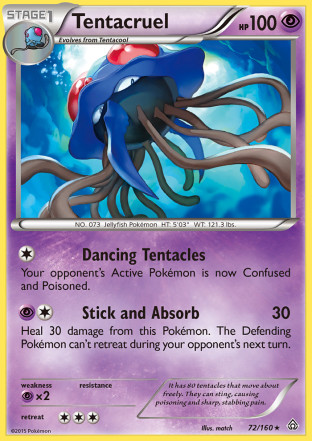 STAGE1
Tentacruel
HP100
Evolves from Tentacool
NO. 073 Jellyfish Pokémon HT: 5'03" WT: 121.3 lbs.
Dancing Tentacles
Your opponent's Active Pokémon is now Confused
and Poisoned.
Stick and Absorb 30
Heal 30 damage from this Pokémon. The Defending
Pokémon can't retreat during your opponent's next turn.
weakness resistance
×2
It has 80 tentacles that move about
freely. They can sting, causing
poisoning and sharp, stabbing pain.
retreat
©2015 Pokémon
Illus. match
72/160 ★